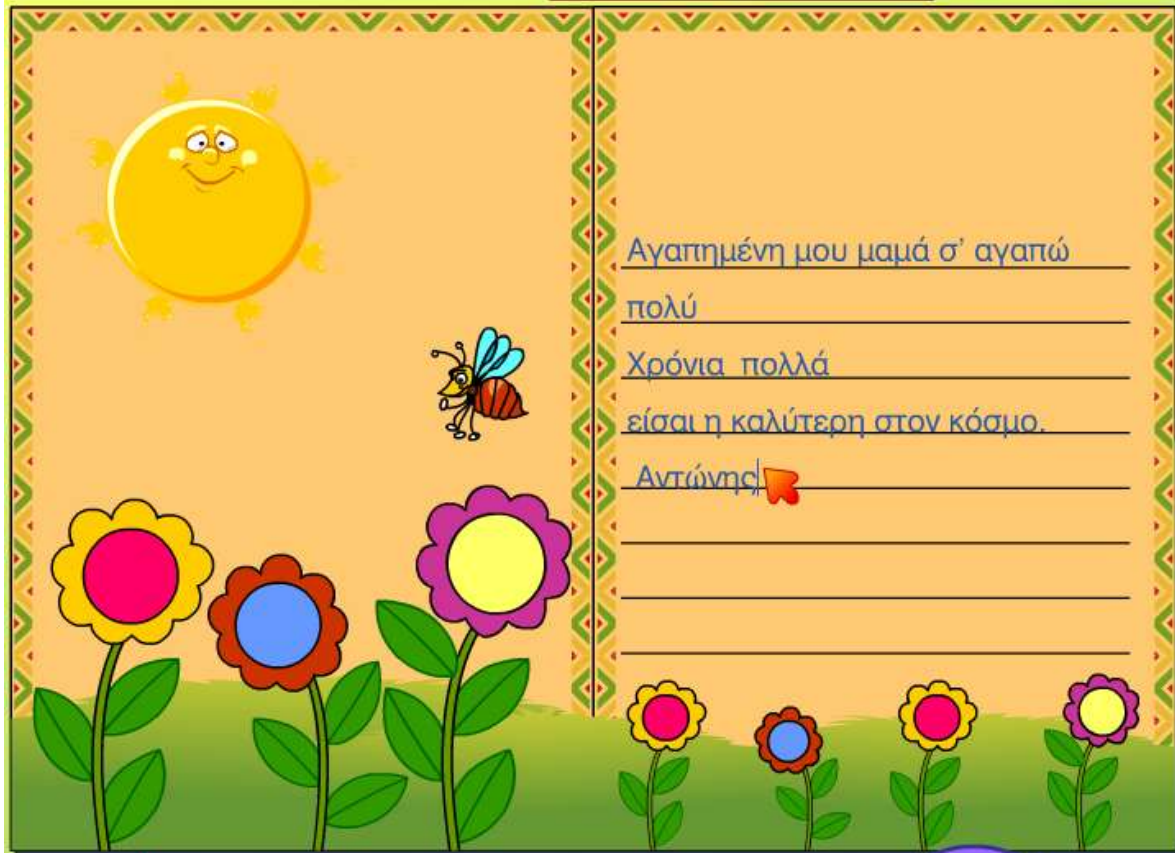 Αγαπημένη μου μαμά σ' αγαπώ
πολύ
Χρόνια πολλά
είσαι η καλύτερη στον κόσμο.
Αντώνης